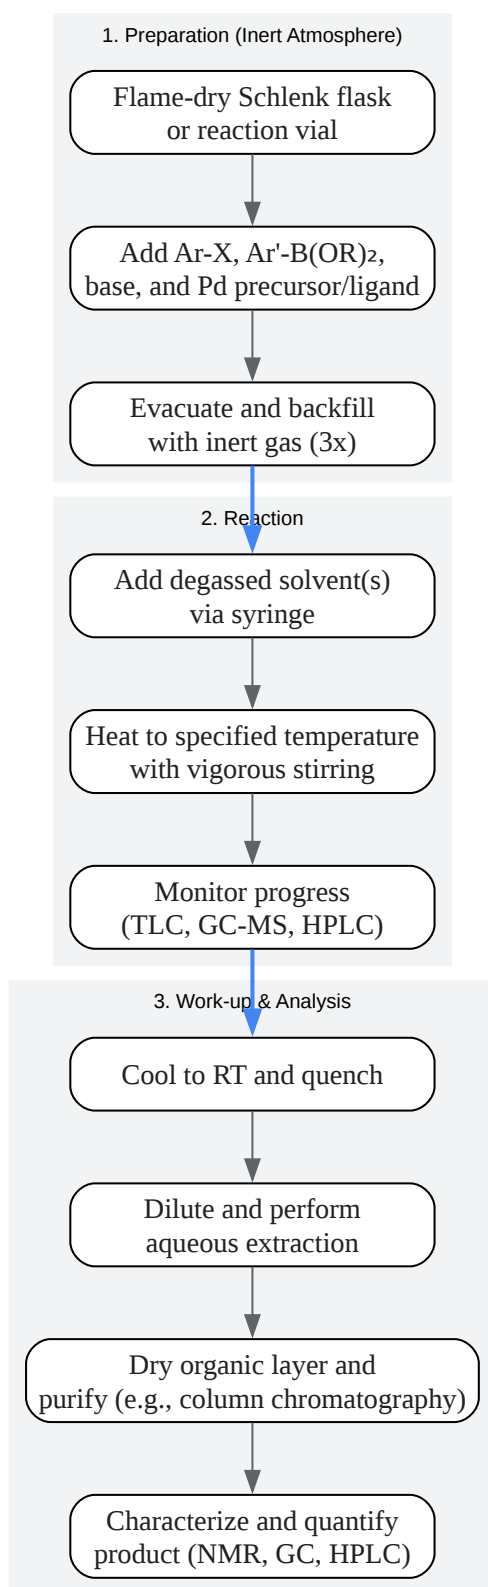 1. Preparation (Inert Atmosphere)
Flame-dry Schlenk flask
or reaction vial
Add Ar-X, Ar'-B(OR)₂,
base, and Pd precursor/ligand
Evacuate and backfill
with inert gas (3x)
2. Reaction
Add degassed solvent(s)
via syringe
Heat to specified temperature
with vigorous stirring
Monitor progress
(TLC, GC-MS, HPLC)
3. Work-up & Analysis
Cool to RT and quench
Dilute and perform
aqueous extraction
Dry organic layer and
purify (e.g., column chromatography)
Characterize and quantify
product (NMR, GC, HPLC)